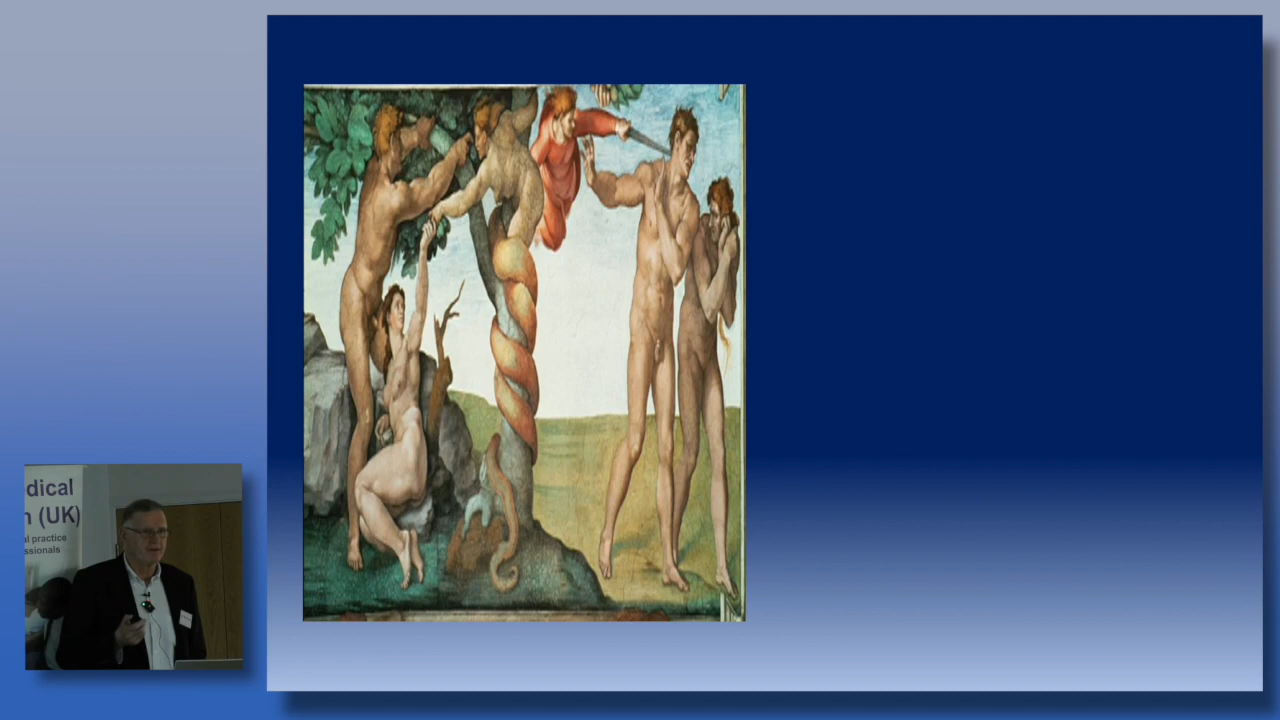 dical
n (UK)
al practice
ssionals